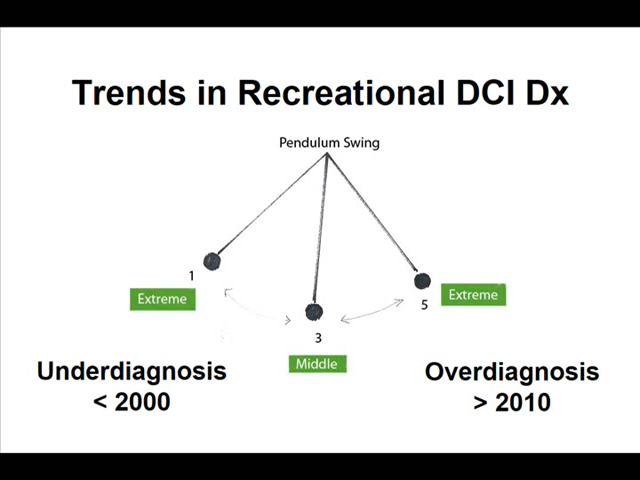 Trends in Recreational DCI Dx
Pendulum Swing
1
Extreme
3
Middle
5
Extreme
Underdiagnosis
< 2000
Overdiagnosis
> 2010